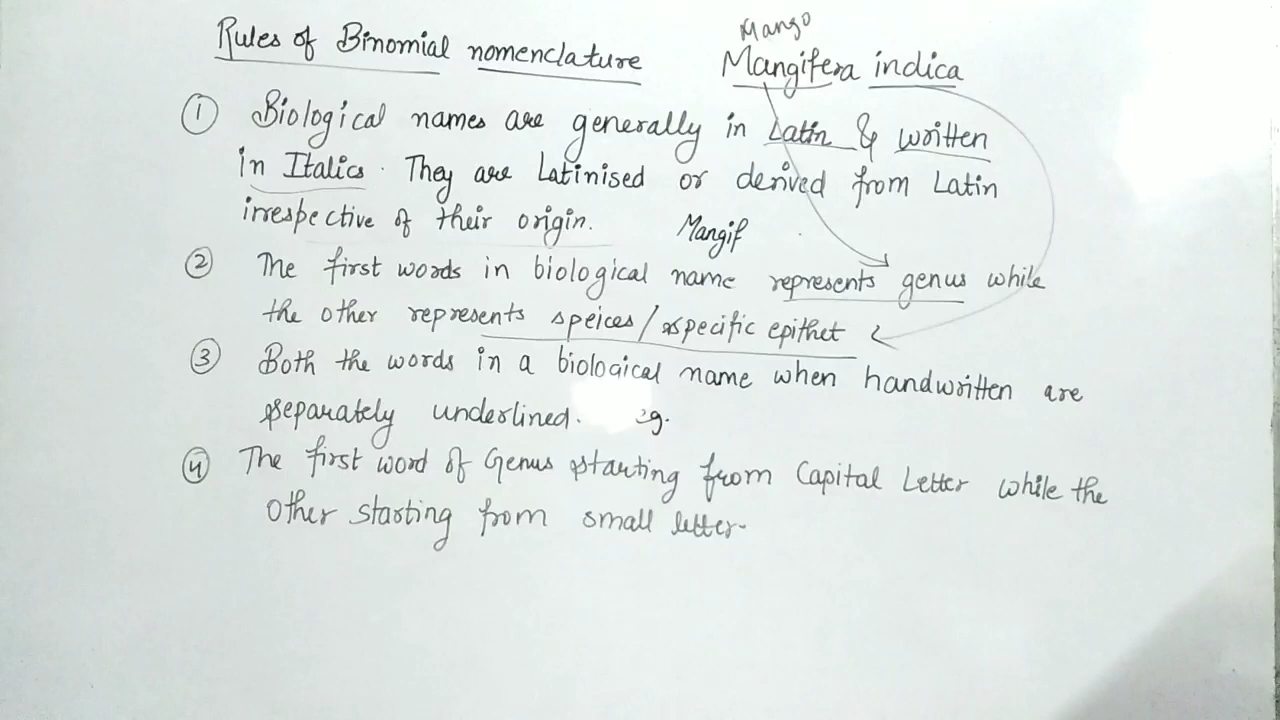 Mango
Rules of Binomial nomenclature
Mangifera indica
① Biological names are generally in Latin & written
in Italics. They are Latinised or derived from Latin
irrespective of their origin.
Mangif
② The first words in biological name represents genus while
the other represents speices/specific epithet
③ Both the words in a biological name when handwritten are
separately underlined. eg.
④ The first word of Genus starting from Capital Letter while the
other starting from small letter.